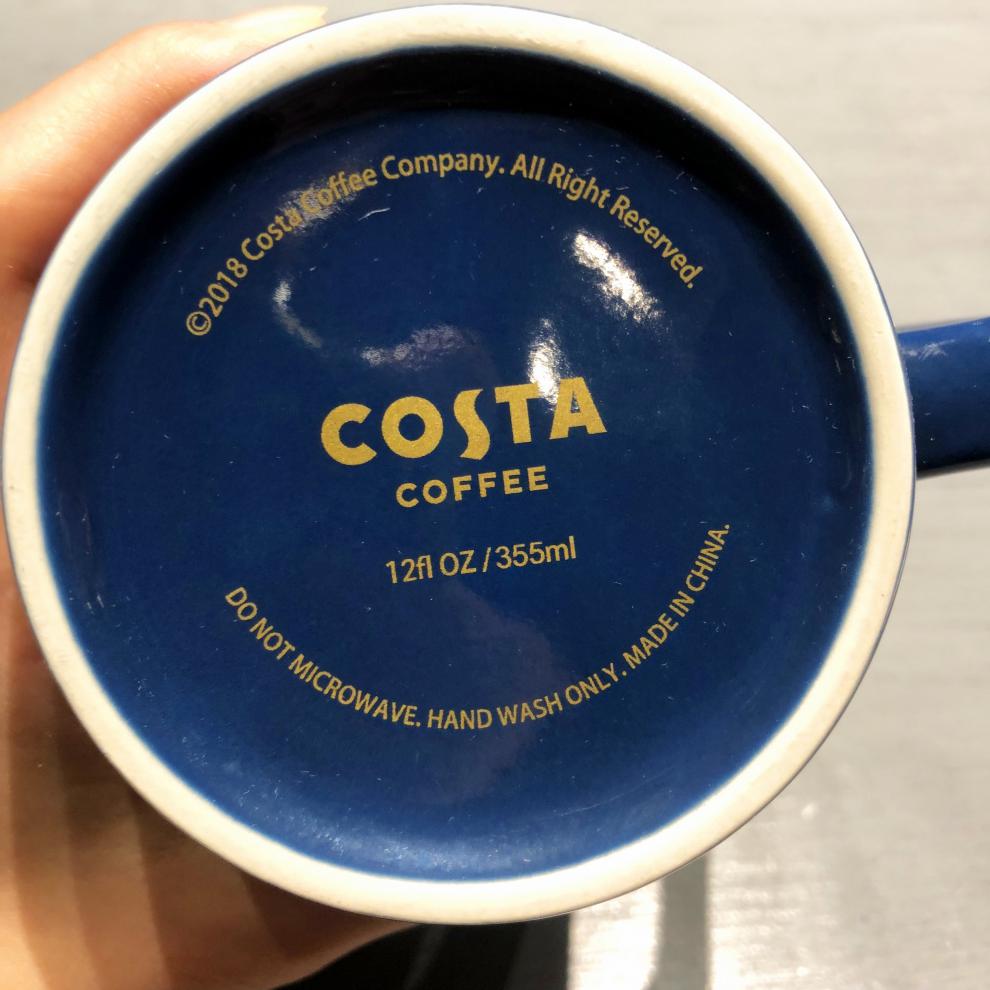 ©2018 Costa Coffee Company. All Right Reserved.
COSTA
COFFEE
12fl OZ / 355ml
DO NOT MICROWAVE. HAND WASH ONLY. MADE IN CHINA.